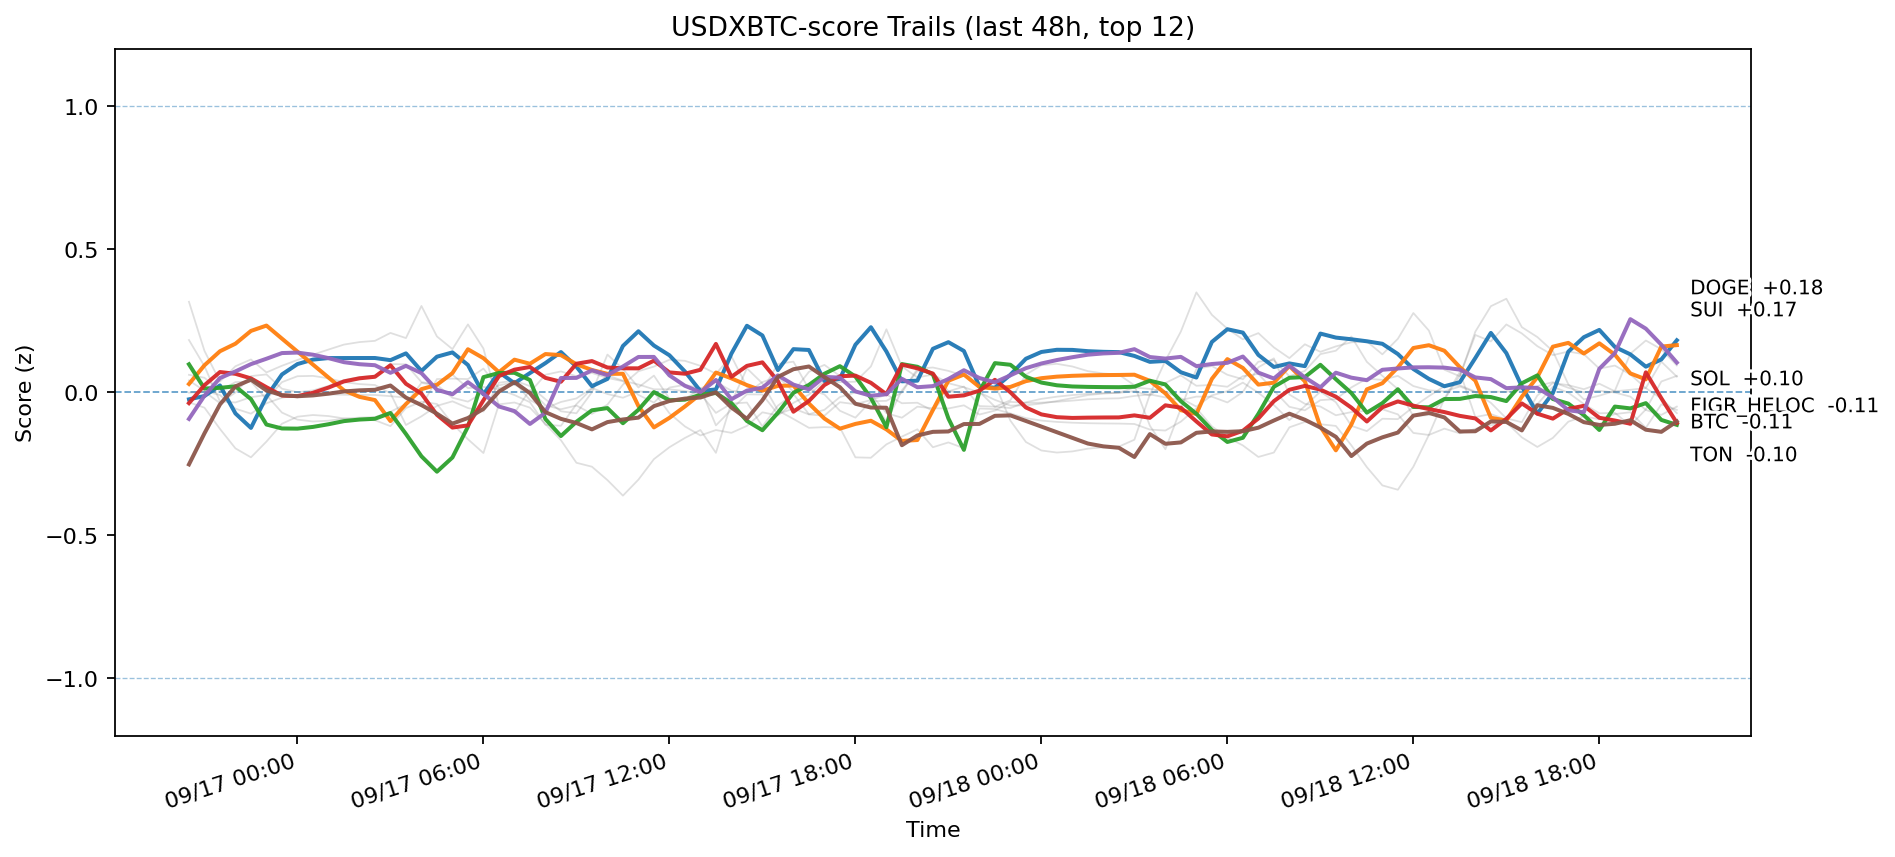 USDXBTC-score Trails (last 48h, top 12)
Score (z)
1.0
0.5
0.0
−0.5
−1.0
DOGE +0.18
SUI +0.17
SOL +0.10
FIGR_HELOC -0.11
BTC -0.11
TON -0.10
09/17 00:00
09/17 06:00
09/17 12:00
09/17 18:00
09/18 00:00
09/18 06:00
09/18 12:00
09/18 18:00
Time